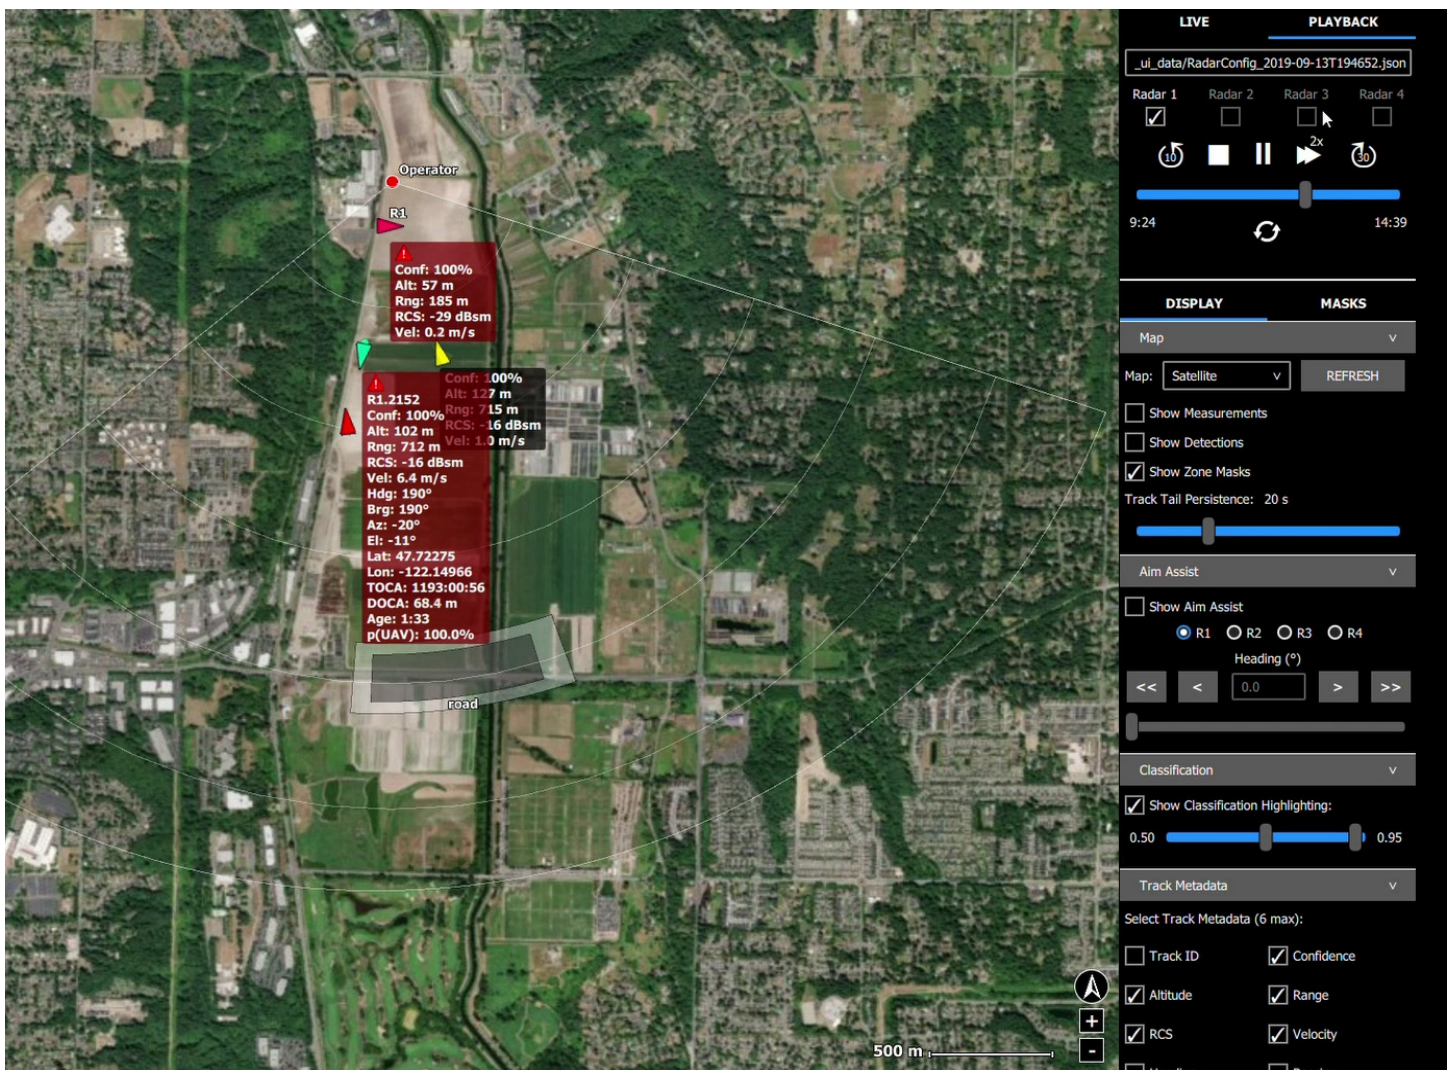 LIVE PLAYBACK
_ui_data/RadarConfig_2019-09-13T194652.json
Radar 1 Radar 2 Radar 3 Radar 4
10 2x 30
9:24 14:39
DISPLAY MASKS
Map v
Map: Satellite v REFRESH
Show Measurements
Show Detections
Show Zone Masks
Track Tail Persistence: 20 s
Aim Assist v
Show Aim Assist
R1 R2 R3 R4
Heading (°)
<< < 0.0 > >>
Classification v
Show Classification Highlighting:
0.50 0.95
Track Metadata v
Select Track Metadata (6 max):
Track ID Confidence
Altitude Range
RCS Velocity
Operator
R1
Conf: 100%
Alt: 57 m
Rng: 185 m
RCS: -29 dBsm
Vel: 0.2 m/s
Conf: 100%
Alt: 127 m
Rng: 715 m
RCS: -16 dBsm
Vel: 1.0 m/s
R1.2152
Conf: 100%
Alt: 102 m
Rng: 712 m
RCS: -16 dBsm
Vel: 6.4 m/s
Hdg: 190°
Brg: 190°
Az: -20°
El: -11°
Lat: 47.72275
Lon: -122.14966
TOCA: 1193:00:56
DOCA: 68.4 m
Age: 1:33
p(UAV): 100.0%
road
500 m
+
-